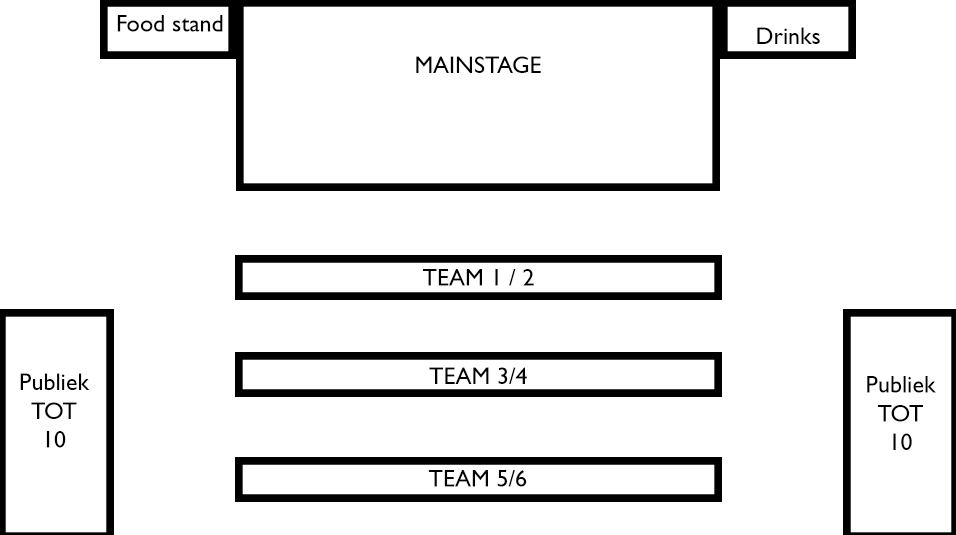 Food stand
MAINSTAGE
Drinks
TEAM 1 / 2
TEAM 3/4
TEAM 5/6
Publiek
TOT
10
Publiek
TOT
10